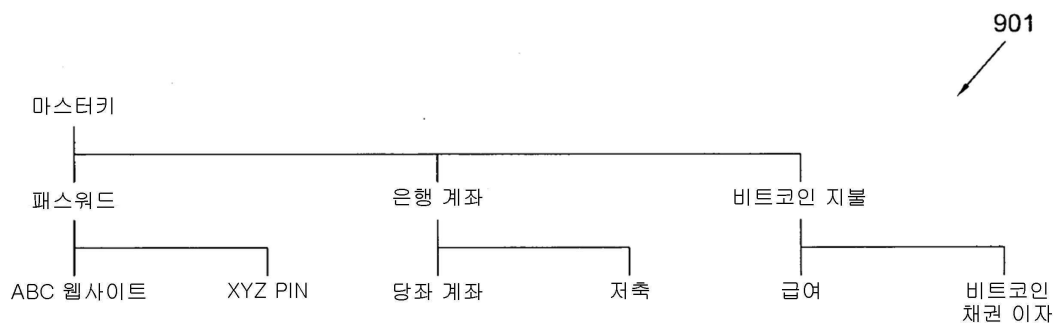 901
마스터키
패스워드
은행 계좌
비트코인 지불
ABC 웹사이트
XYZ PIN
당좌 계좌
저축
급여
비트코인
채권 이자